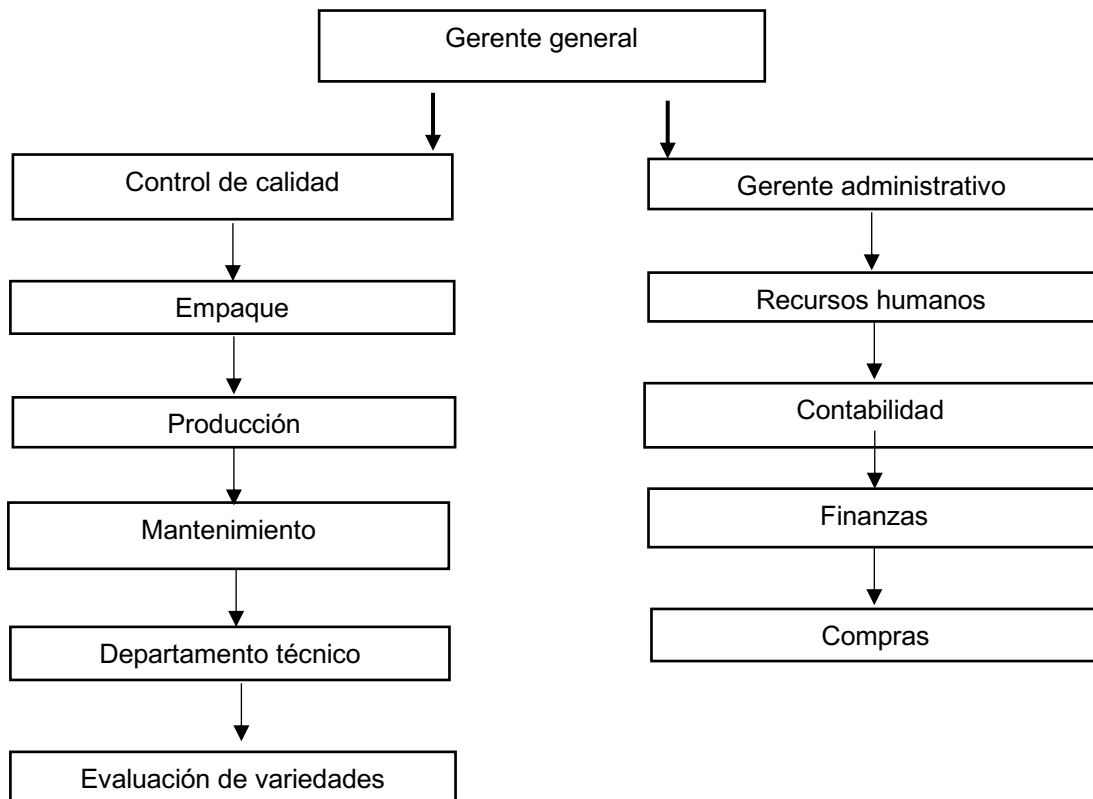 Gerente general
Control de calidad
Gerente administrativo
Empaque
Recursos humanos
Producción
Contabilidad
Mantenimiento
Finanzas
Departamento técnico
Compras
Evaluación de variedades